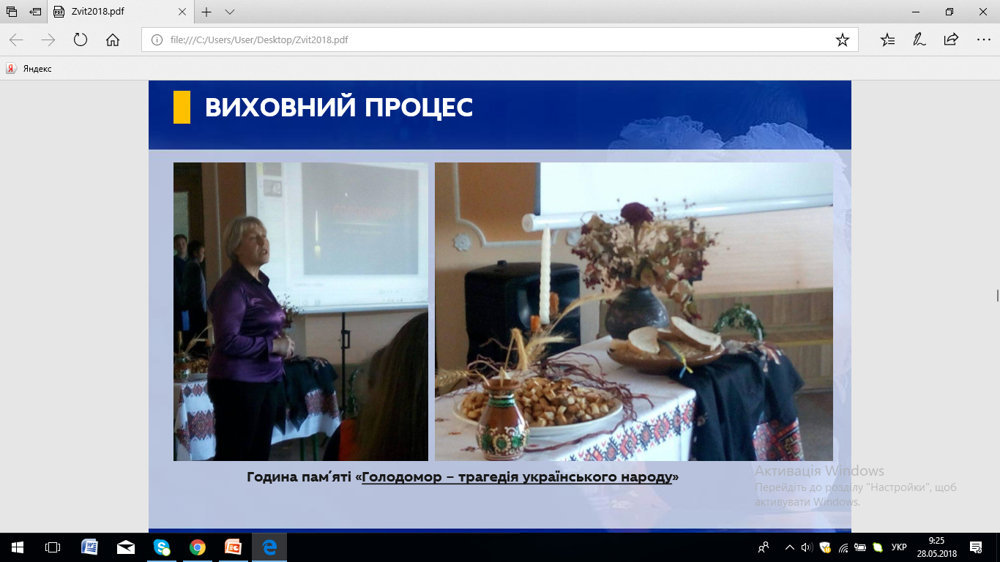 Zvit2018.pdf
file:///C:/Users/User/Desktop/Zvit2018.pdf
Яндекс
ВИХОВНИЙ ПРОЦЕС
Година пам’яті «Голодомор – трагедія українського народу»
Активація Windows
Перейдіть до розділу "Настройки", щоб
активувати Windows.
УКР
9:25
28.05.2018